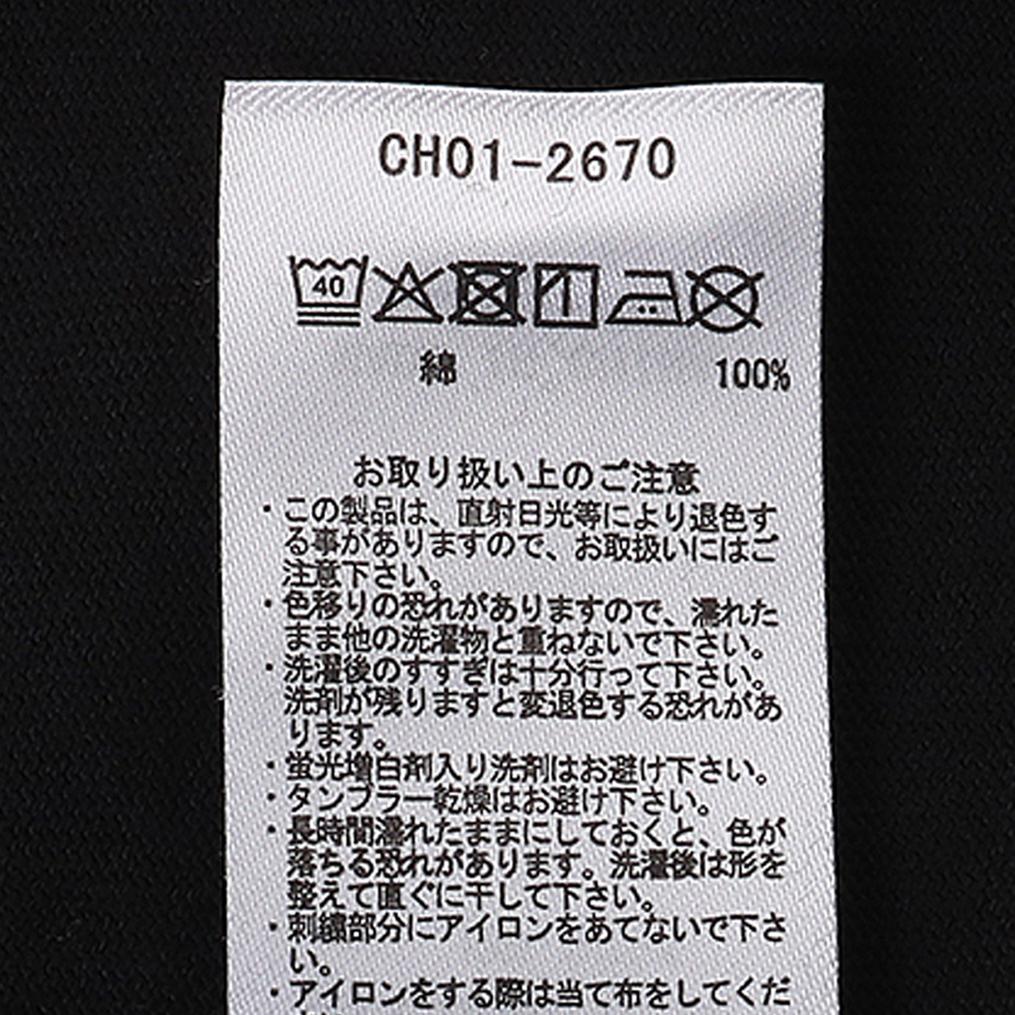 CH01-2670
40
綿 100%
お取り扱い上のご注意
・この製品は、直射日光等により退色す
る事がありますので、お取扱いにはご
注意下さい。
・色移りの恐れがありますので、濡れた
まま他の洗濯物と重ねないで下さい。
・洗濯後のすすぎは十分行って下さい。
洗剤が残りますと変退色する恐れがあ
ります。
・蛍光増白剤入り洗剤はお避け下さい。
・タンブラー乾燥はお避け下さい。
・長時間濡れたままにしておくと、色が
落ちる恐れがあります。洗濯後は形を
整えて直ぐに干して下さい。
・刺繍部分にアイロンをあてないで下さ
い。
・アイロンをする際は当て布をしてくだ